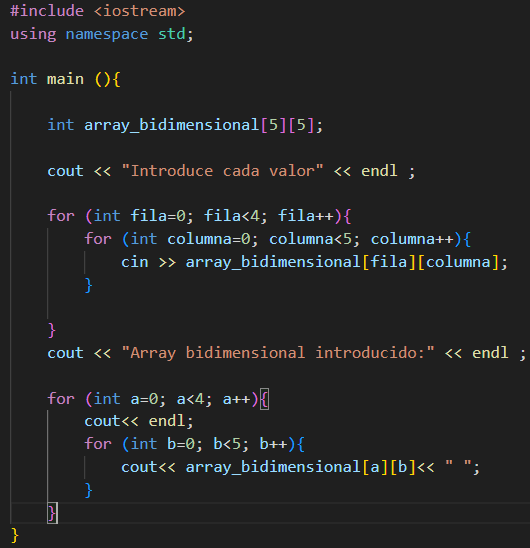 #include <iostream>
using namespace std;
int main (){
int array_bidimensional[5][5];
cout << "Introduce cada valor" << endl ;
for (int fila=0; fila<4; fila++){
for (int columna=0; columna<5; columna++){
cin >> array_bidimensional[fila][columna];
}
}
cout << "Array bidimensional introducido:" << endl ;
for (int a=0; a<4; a++){
cout<< endl;
for (int b=0; b<5; b++){
cout<< array_bidimensional[a][b]<< " ";
}
}
}